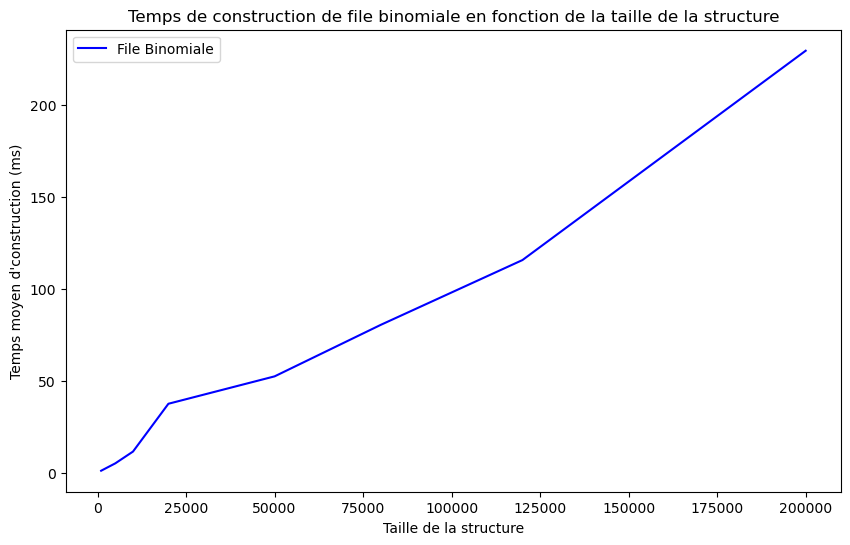 Temps de construction de file binomiale en fonction de la taille de la structure
File Binomiale
Temps moyen d'construction (ms)
200
150
100
50
0
0 25000 50000 75000 100000 125000 150000 175000 200000
Taille de la structure